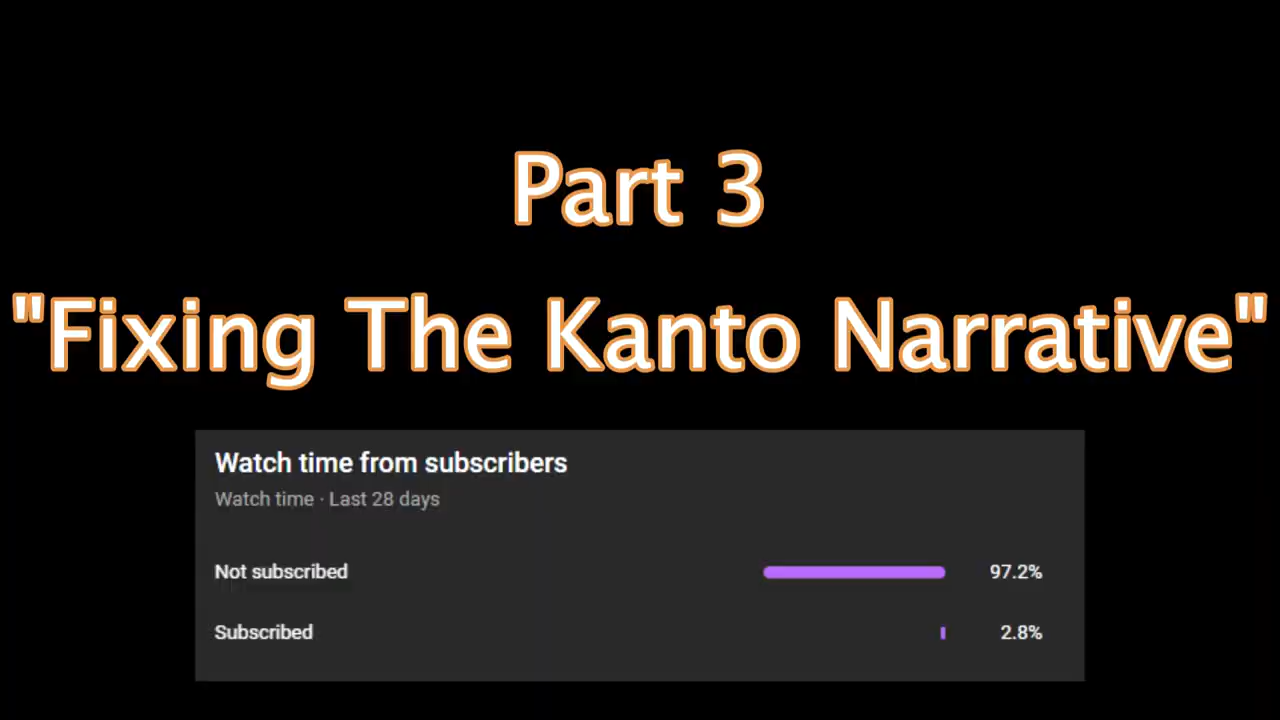 Part 3
"Fixing The Kanto Narrative"
Watch time from subscribers
Watch time · Last 28 days
Not subscribed 97.2%
Subscribed 2.8%